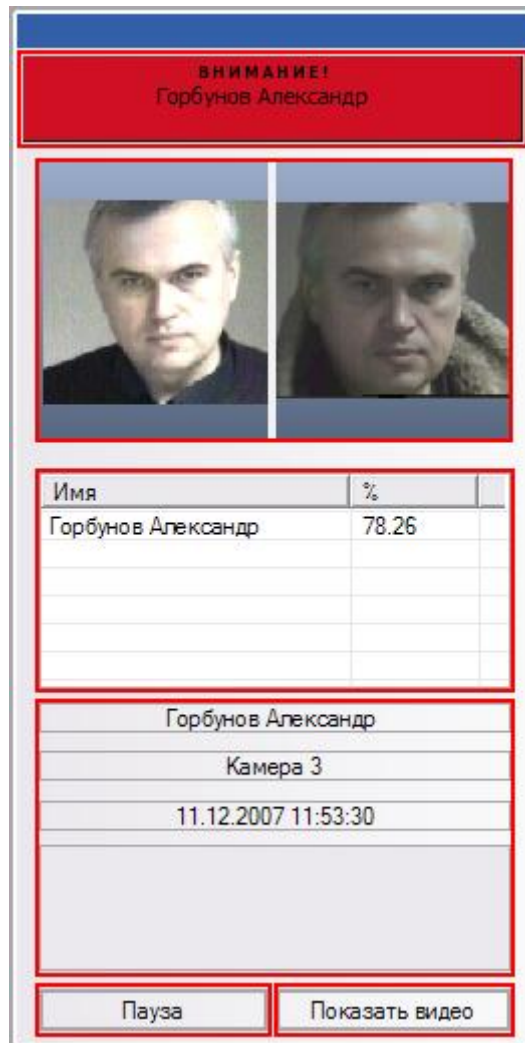 ВНИМАНИЕ!
Горбунов Александр
Имя %
Горбунов Александр 78.26
Горбунов Александр
Камера 3
11.12.2007 11:53:30
Пауза Показать видео